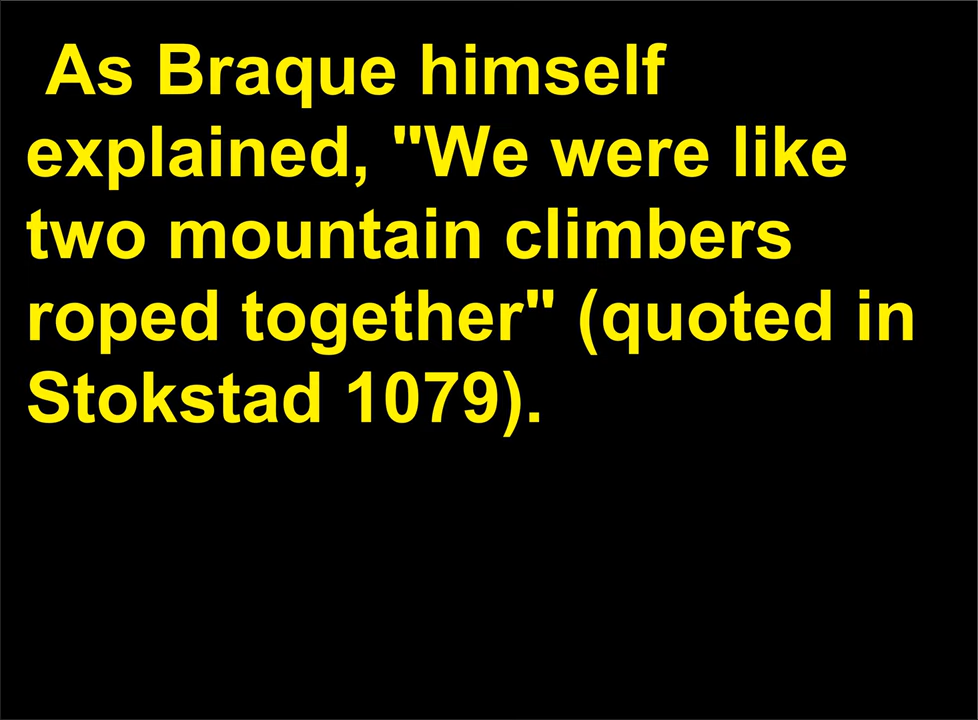 As Braque himself
explained, "We were like
two mountain climbers
roped together" (quoted in
Stokstad 1079).